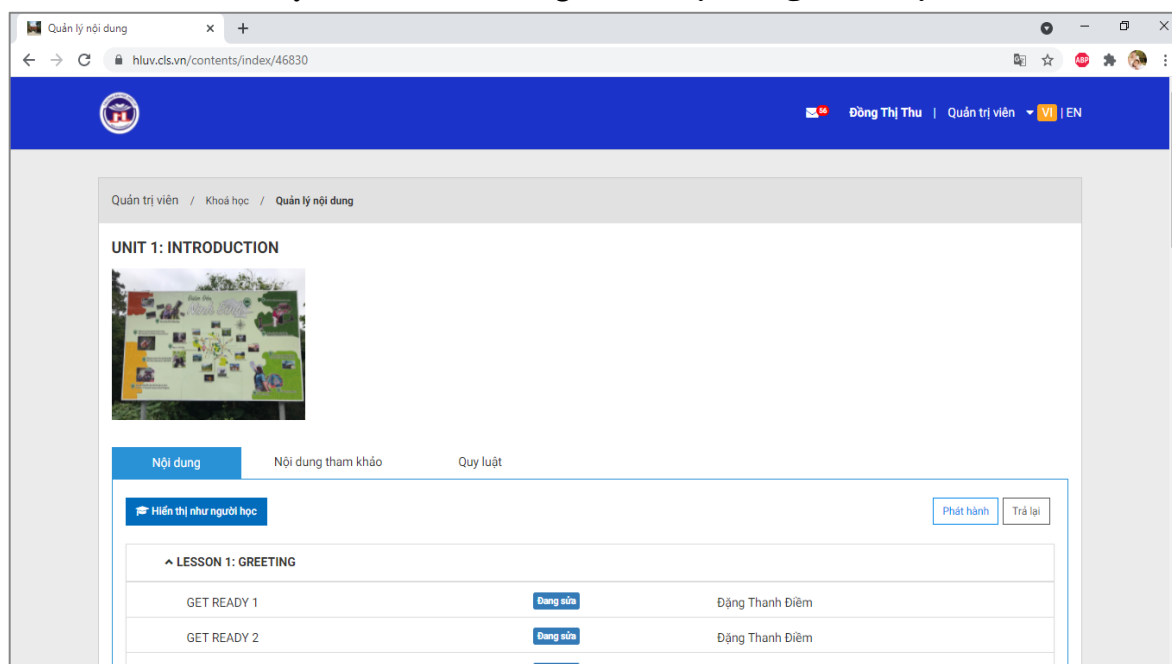 Quản lý nội dung
hluv.cls.vn/contents/index/46830
ABP
56 Đồng Thị Thu | Quản trị viên VI | EN
Quản trị viên / Khoá học / Quản lý nội dung
UNIT 1: INTRODUCTION
Nội dung Nội dung tham khảo Quy luật
Hiển thị như người học Phát hành Trả lại
LESSON 1: GREETING
GET READY 1 Đang sửa Đặng Thanh Điềm
GET READY 2 Đang sửa Đặng Thanh Điềm